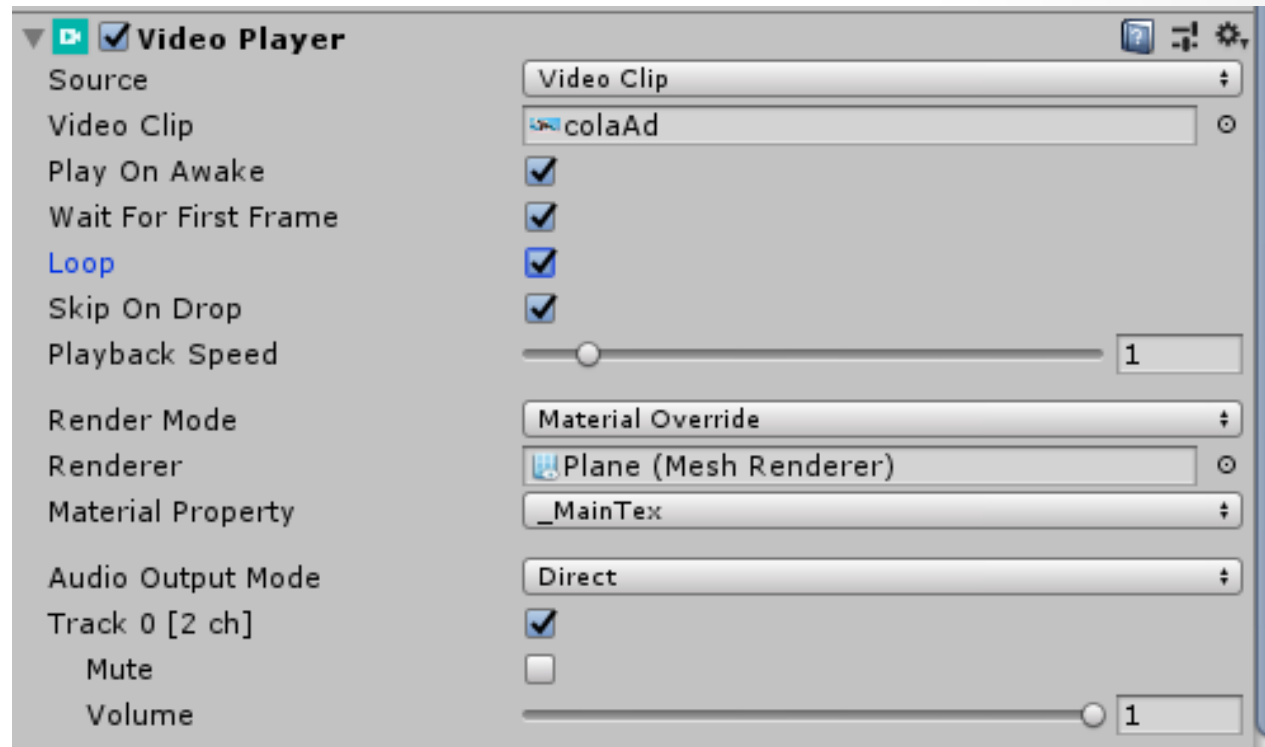 Video Player
Source Video Clip
Video Clip colaAd
Play On Awake
Wait For First Frame
Loop
Skip On Drop
Playback Speed 1
Render Mode Material Override
Renderer Plane (Mesh Renderer)
Material Property _MainTex
Audio Output Mode Direct
Track 0 [2 ch]
Mute
Volume 1